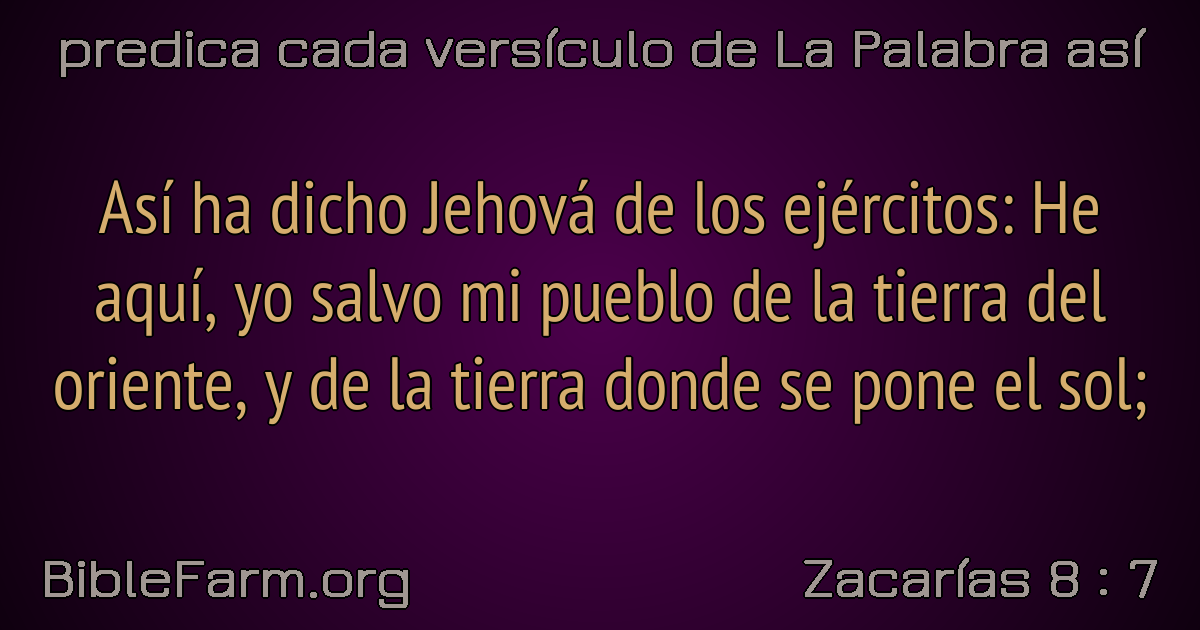 predica cada versículo de La Palabra así
Así ha dicho Jehová de los ejércitos: He
aquí, yo salvo mi pueblo de la tierra del
oriente, y de la tierra donde se pone el sol;
BibleFarm.org
Zacarías 8 : 7